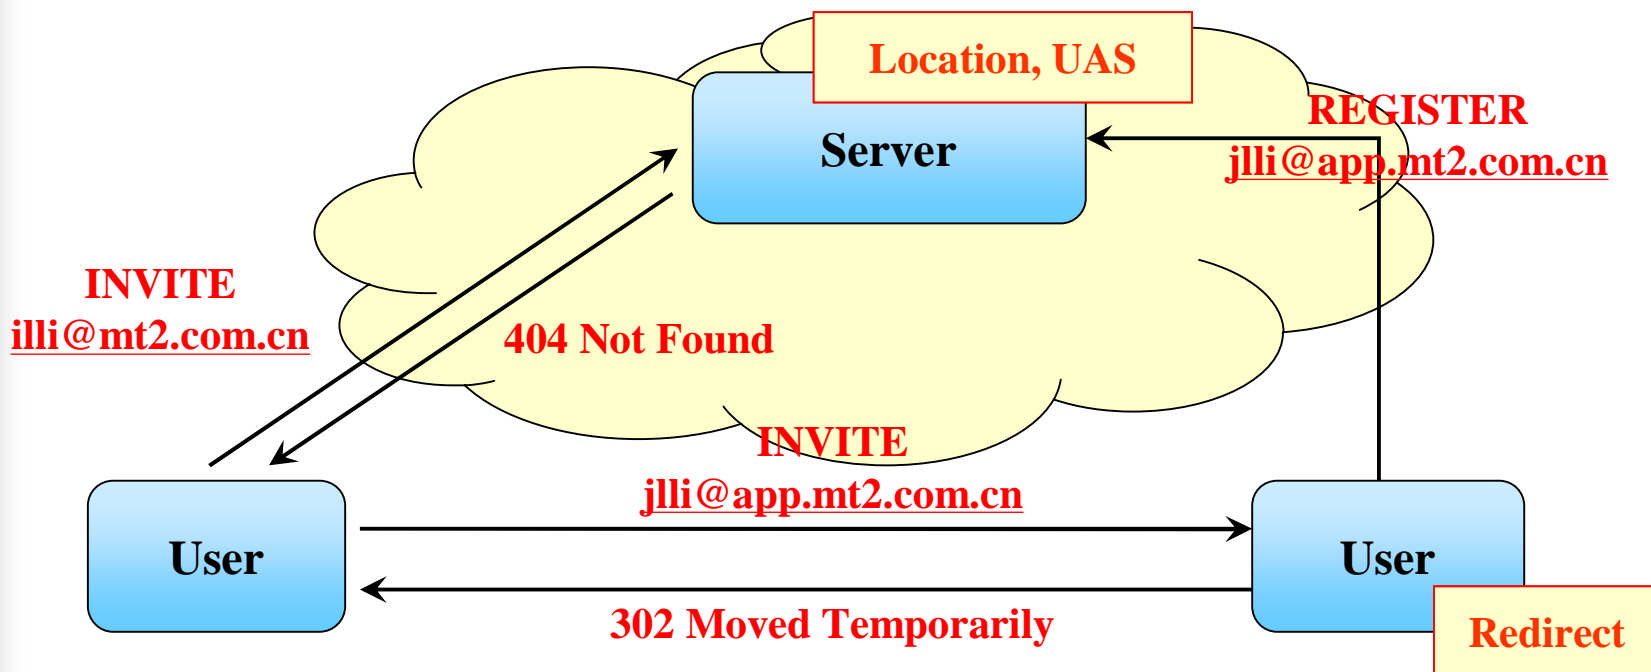 Location, UAS
Server
REGISTER
jlli@app.mt2.com.cn
INVITE
illi@mt2.com.cn
404 Not Found
INVITE
jlli@app.mt2.com.cn
User
User
302 Moved Temporarily
Redirect